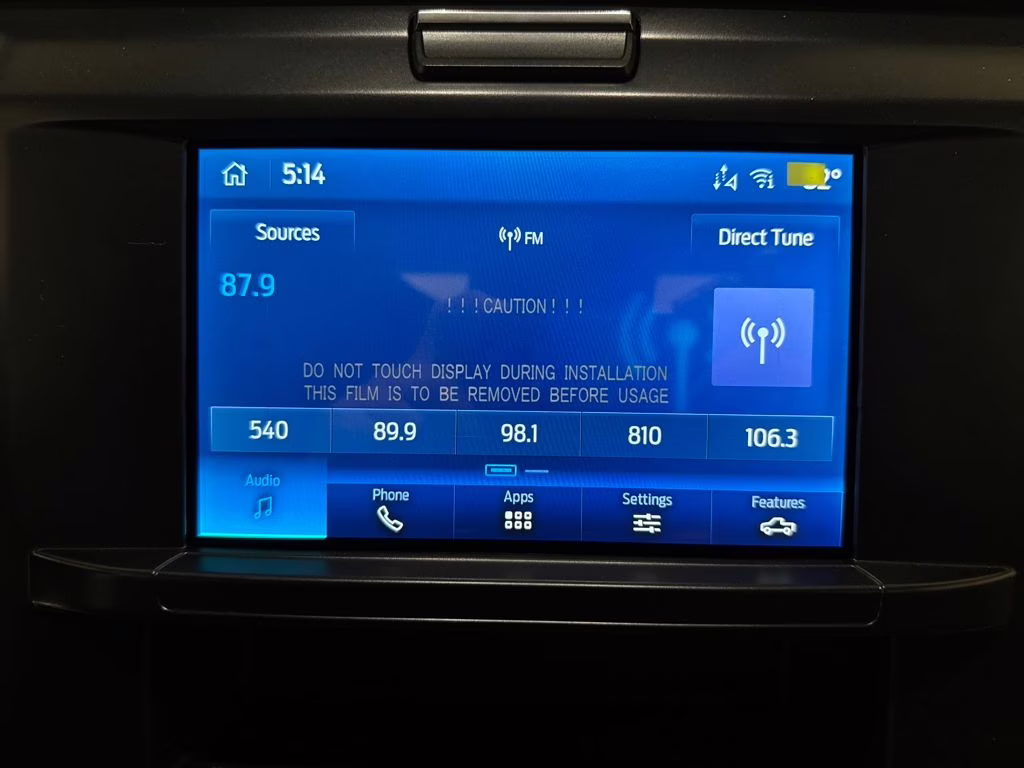 5:14
Sources
FM
Direct Tune
87.9
! ! ! CAUTION ! ! !
DO NOT TOUCH DISPLAY DURING INSTALLATION
THIS FILM IS TO BE REMOVED BEFORE USAGE
540 89.9 98.1 810 106.3
Audio Phone Apps Settings Features